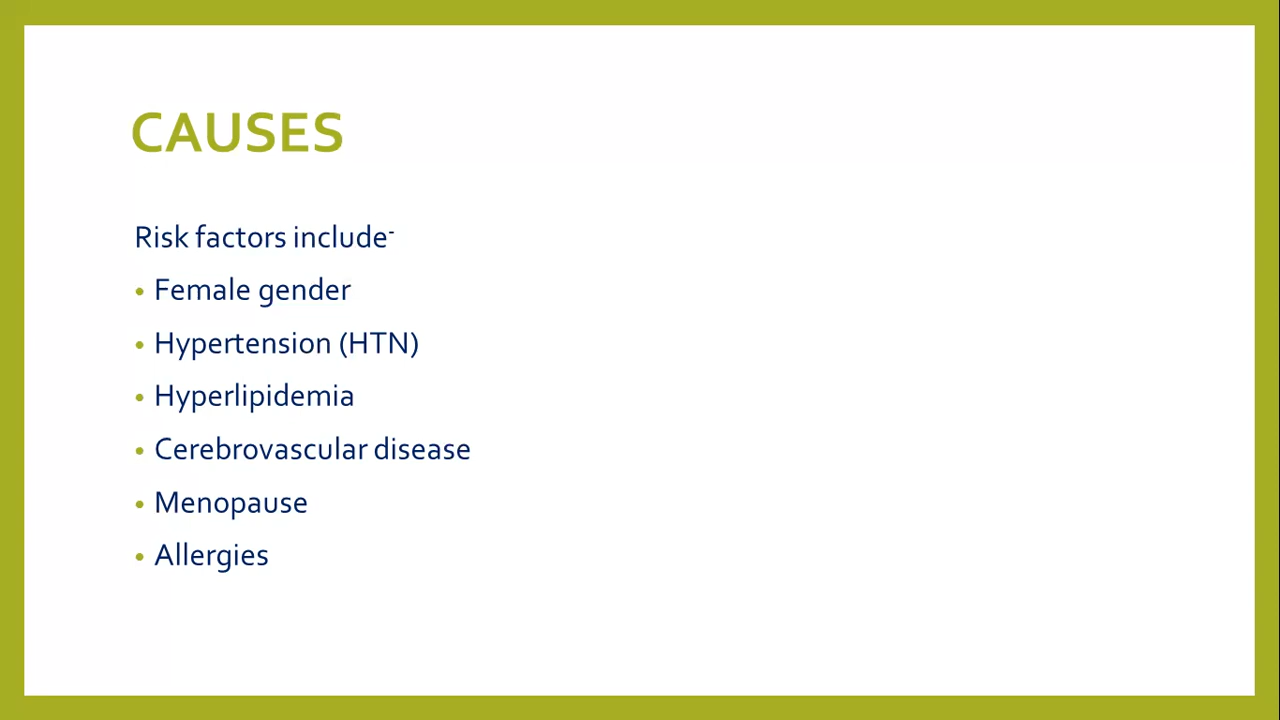 CAUSES
Risk factors include-
• Female gender
• Hypertension (HTN)
• Hyperlipidemia
• Cerebrovascular disease
• Menopause
• Allergies